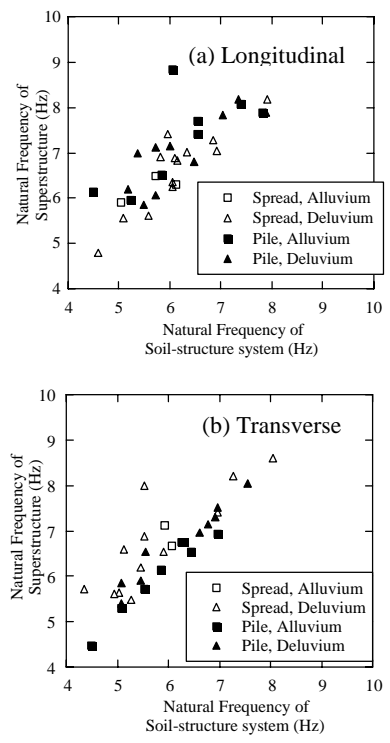 (a) Longitudinal
10
9
8
7
6
5
4
Natural Frequency of
Superstructure (Hz)
Spread, Alluvium
Spread, Deluvium
Pile, Alluvium
Pile, Deluvium
4 5 6 7 8 9 10
Natural Frequency of
Soil-structure system (Hz)
(b) Transverse
10
9
8
7
6
5
4
Natural Frequency of
Superstructure (Hz)
Spread, Alluvium
Spread, Deluvium
Pile, Alluvium
Pile, Deluvium
4 5 6 7 8 9 10
Natural Frequency of
Soil-structure system (Hz)